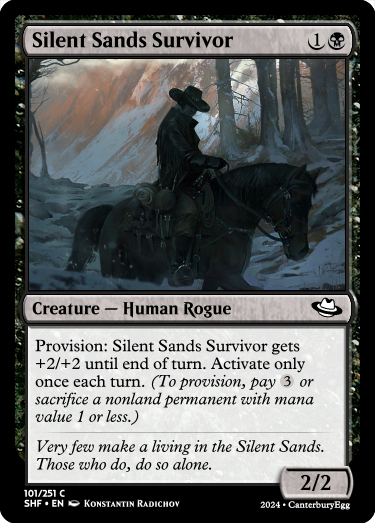 Silent Sands Survivor 1
Creature — Human Rogue
Provision: Silent Sands Survivor gets
+2/+2 until end of turn. Activate only
once each turn. (To provision, pay 3 or
sacrifice a nonland permanent with mana
value 1 or less.)
Very few make a living in the Silent Sands.
Those who do, do so alone.
2/2
101/251 C
SHF • EN Konstantin Radichov
2024 • CanterburyEgg